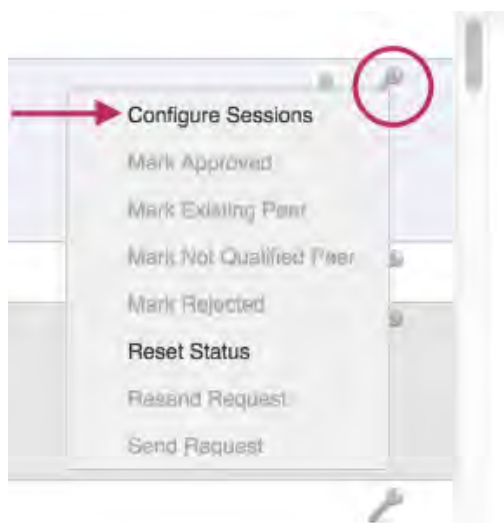 Configure Sessions
Mark Approved
Mark Existing Peer
Mark Not Qualified Peer
Mark Rejected
Reset Status
Resend Request
Send Request